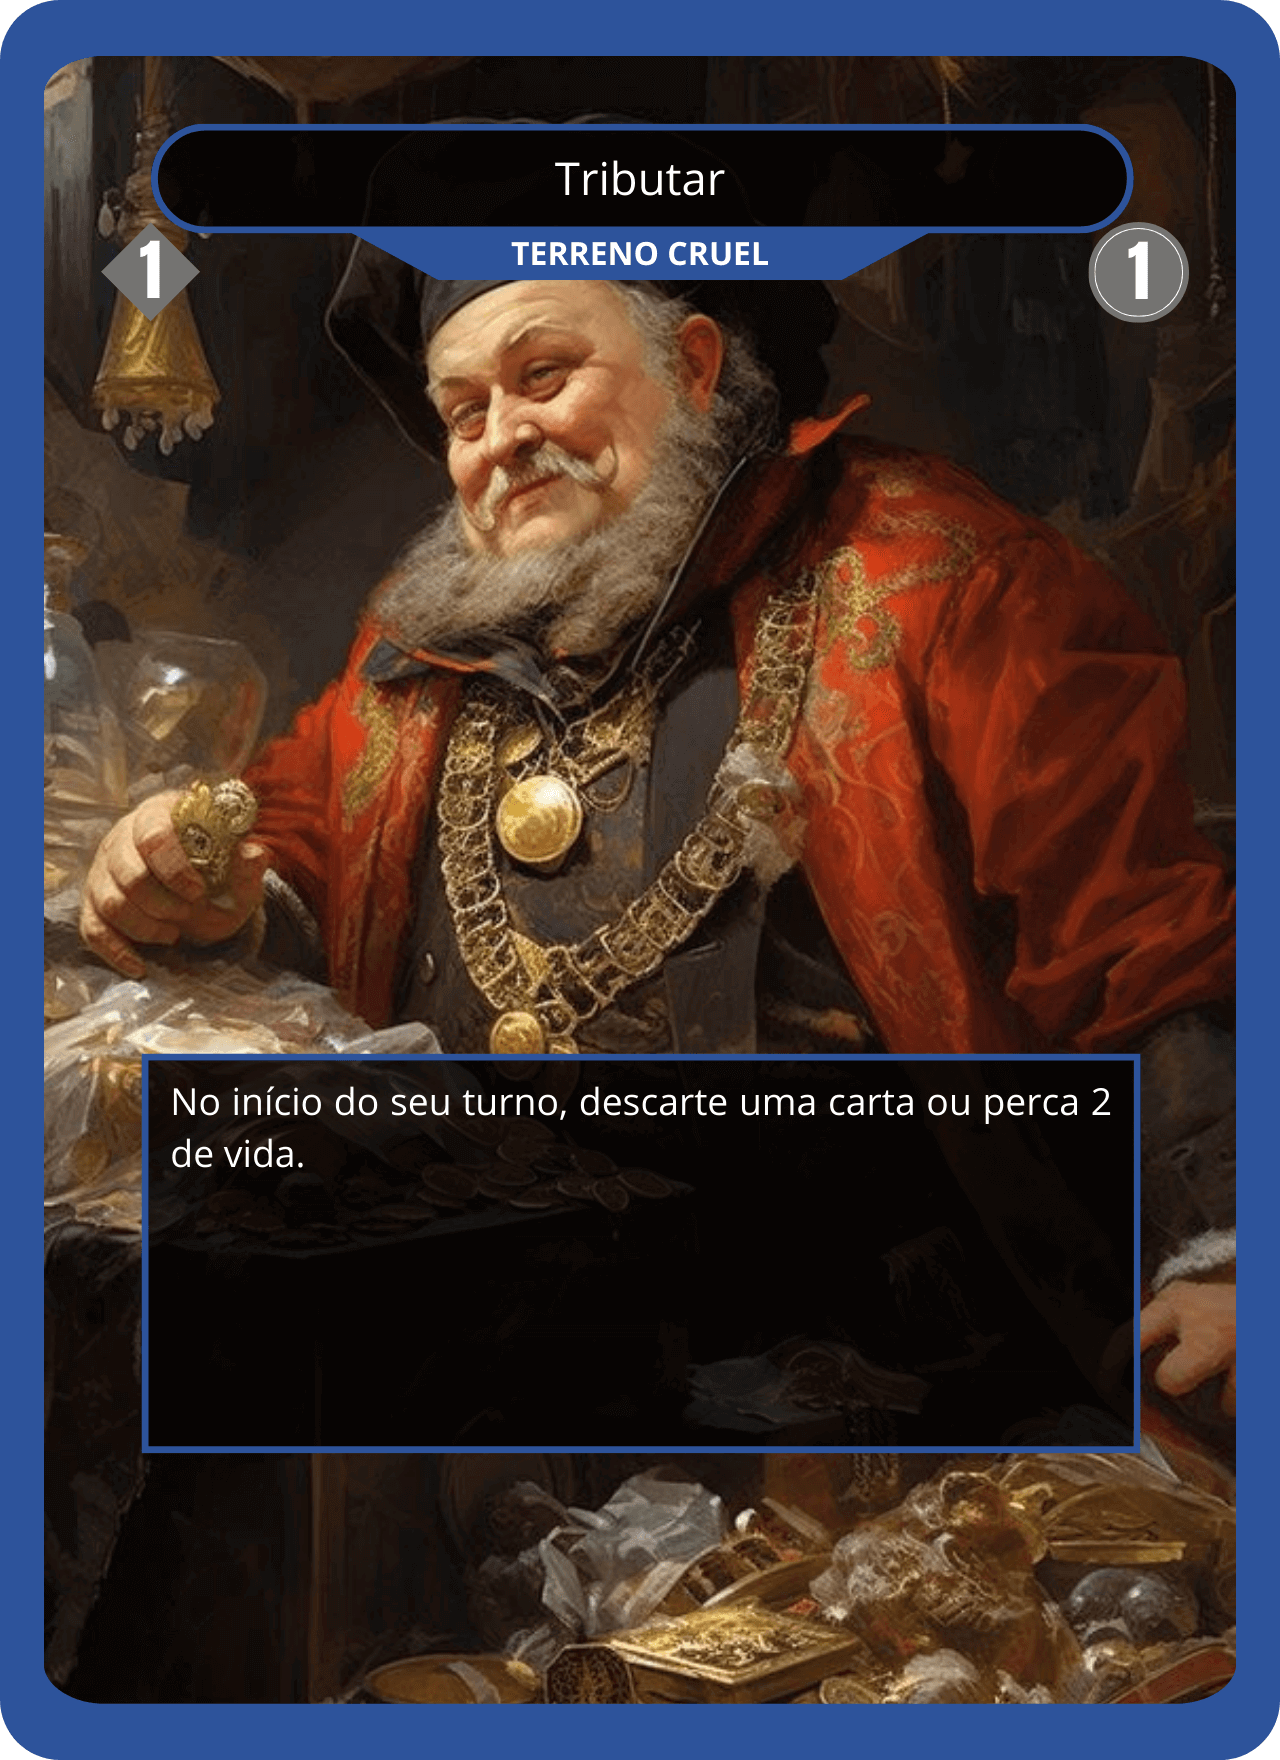 Tributar
TERRENO CRUEL
1
1
No início do seu turno, descarte uma carta ou perca 2
de vida.